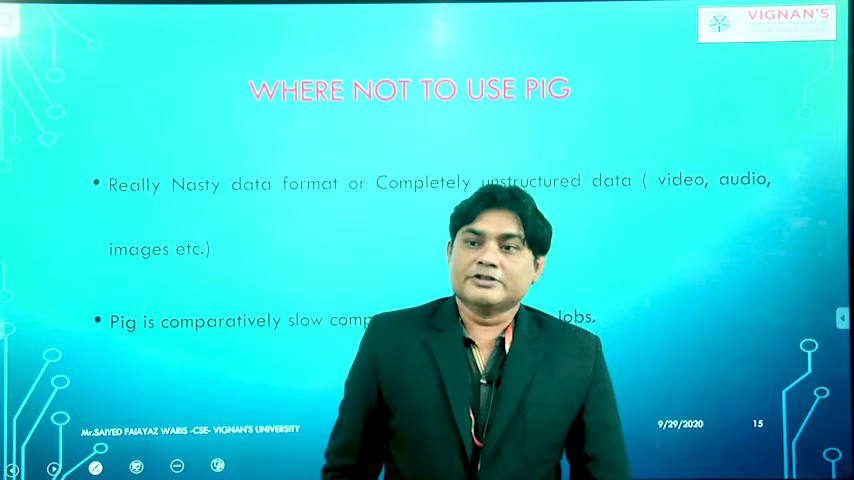 VIGNAN'S
WHERE NOT TO USE PIG
• Really Nasty data format or Completely unstructured data ( video, audio,
images etc.)
• Pig is comparatively slow Jobs.
Mr.SAIYED FAIAYAZ WARIS -CSE- VIGNAN'S UNIVERSITY
9/29/2020
15